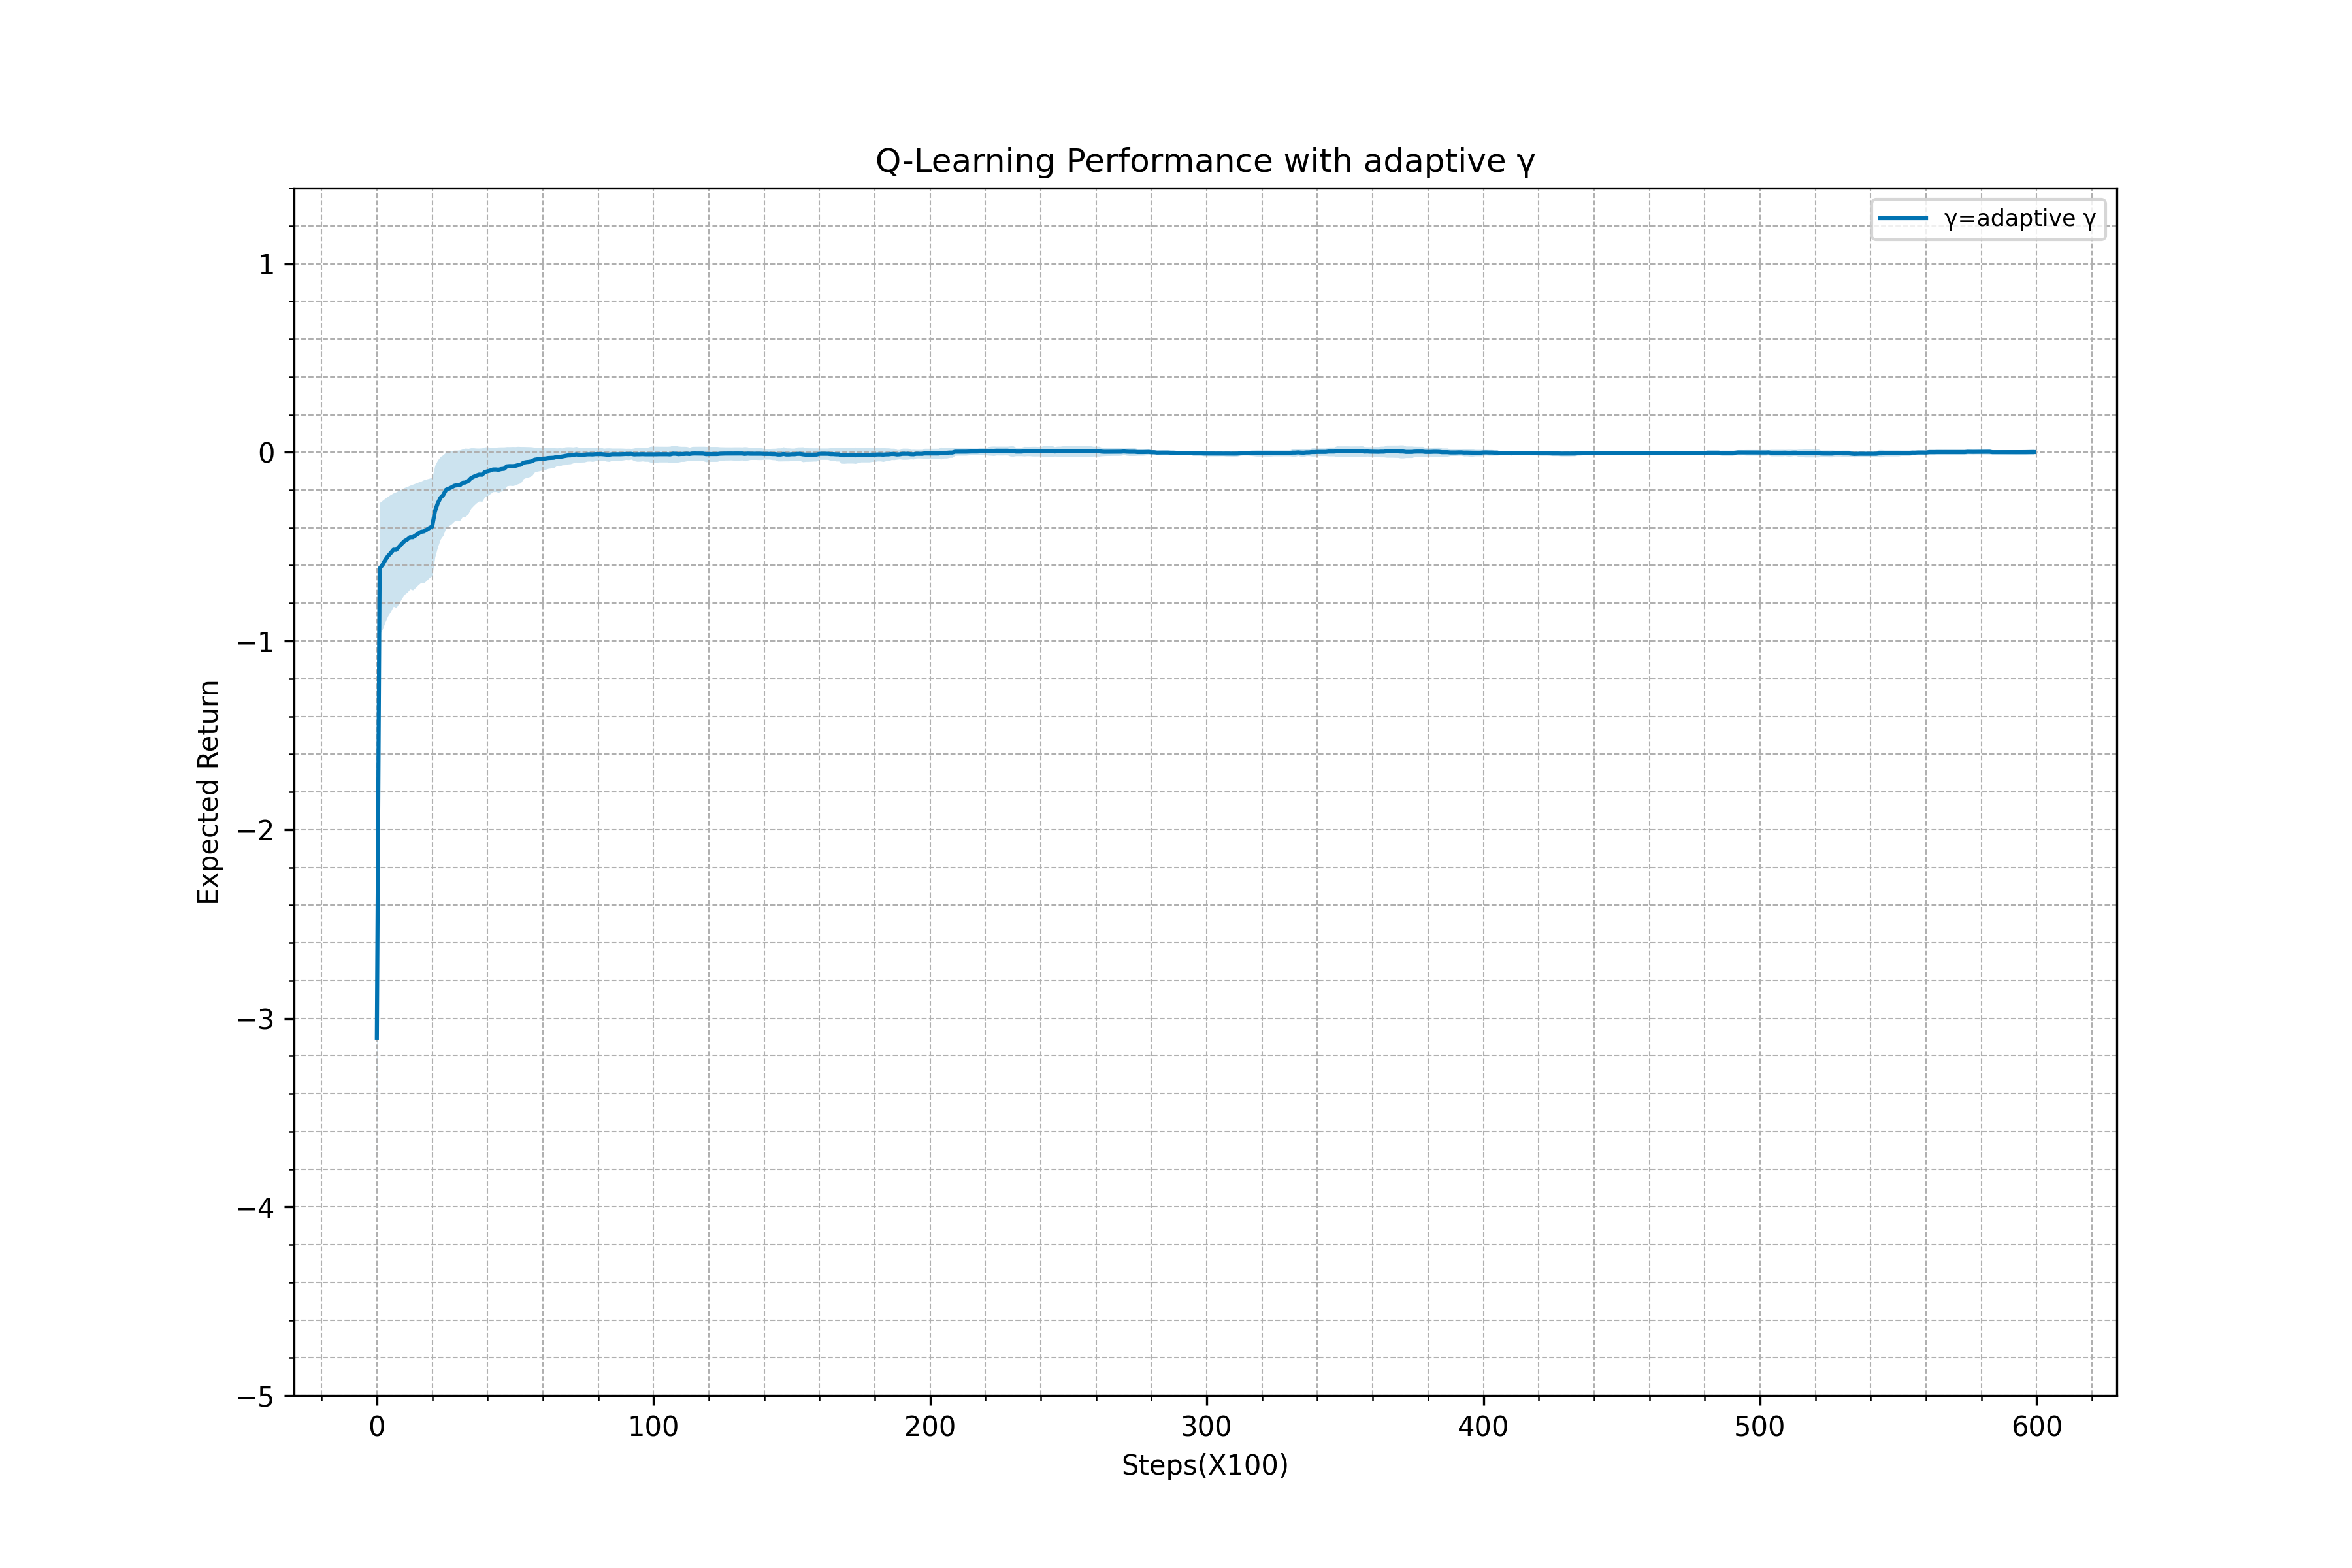 Q-Learning Performance with adaptive γ
γ=adaptive γ
1
0
−1
−2
−3
−4
−5
Expected Return
0 100 200 300 400 500 600
Steps(X100)